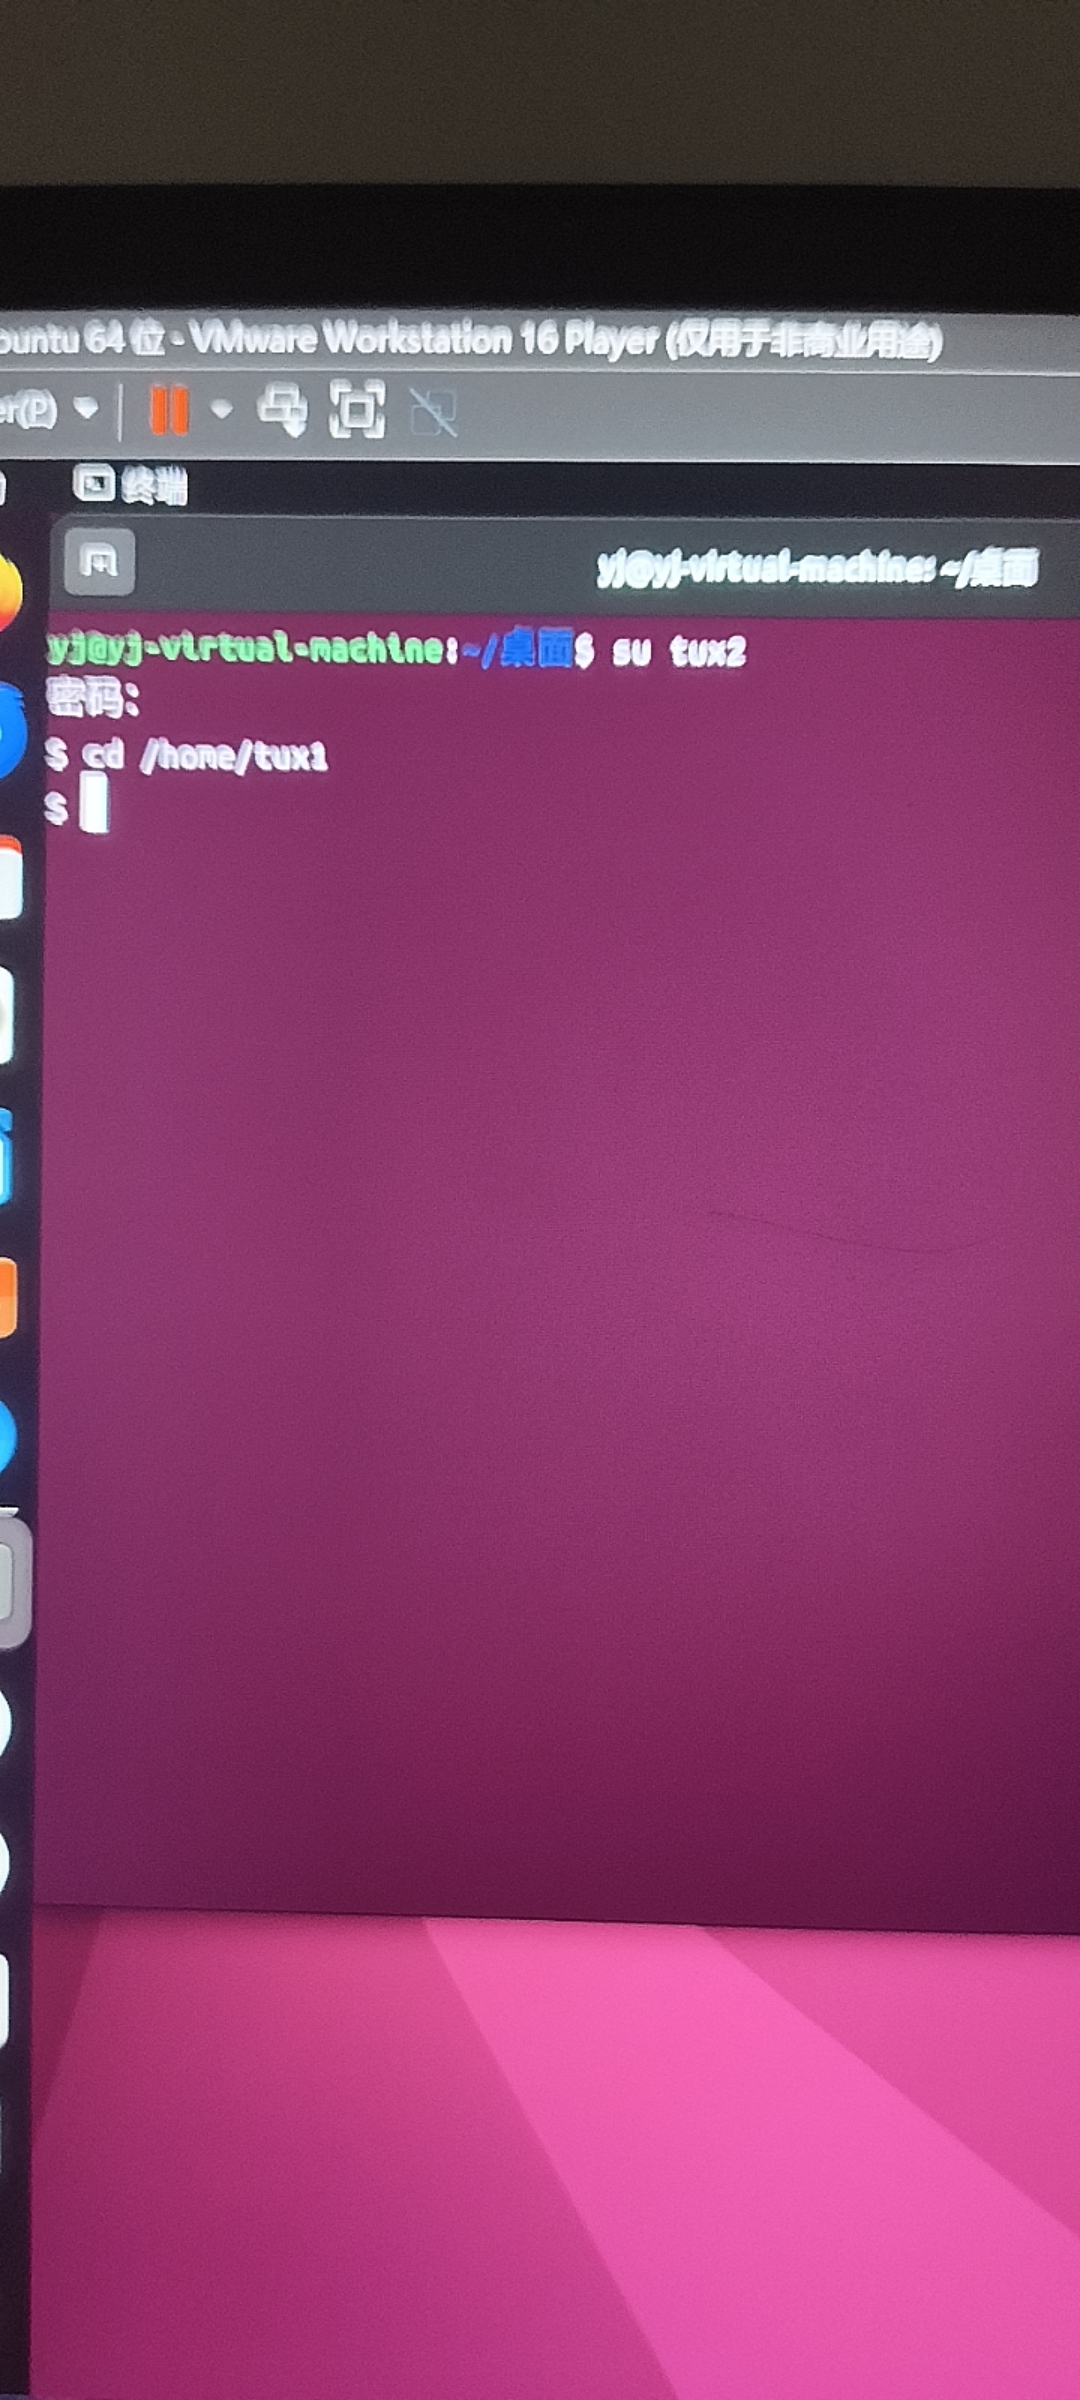 buntu 64 位 - VMware Workstation 16 Player (仅用于非商业用途)
er(P)
终端
yj@yj-virtual-machine: ~/桌面
yj@yj-virtual-machine:~/桌面$ su tux2
密码：
$ cd /home/tux1
$